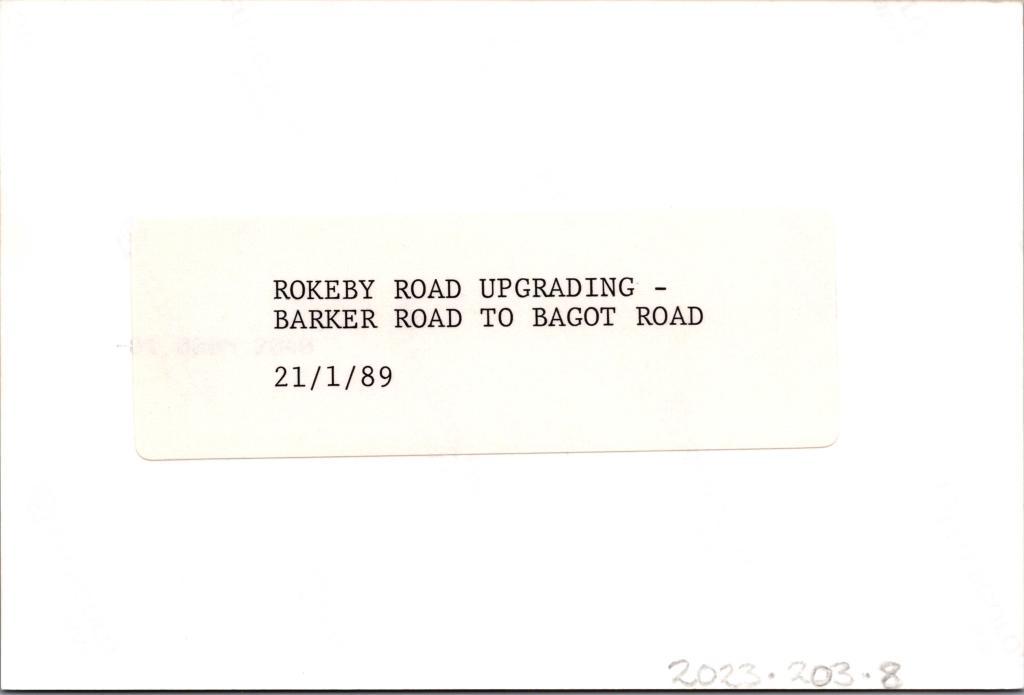 ROKEBY ROAD UPGRADING -
BARKER ROAD TO BAGOT ROAD
21/1/89
2023.203.8